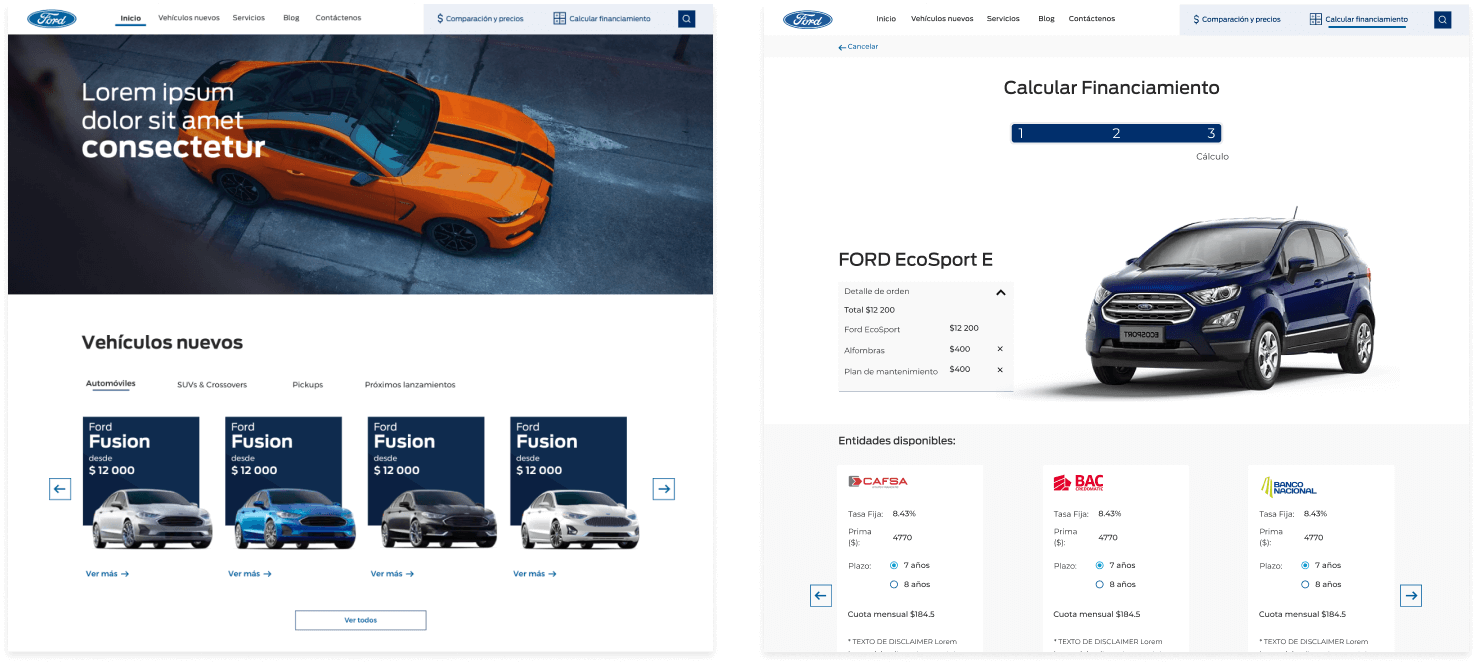 Ford
Inicio
Vehículos nuevos
Servicios
Blog
Contáctenos
$ Comparación y precios
Calcular financiamiento
Lorem ipsum
dolor sit amet
consectetur
Vehículos nuevos
Automóviles
SUVs & Crossovers
Pickups
Próximos lanzamientos
Ford
Fusion
desde
$ 12 000
Ver más →
Ford
Fusion
desde
$ 12 000
Ver más →
Ford
Fusion
desde
$ 12 000
Ver más →
Ford
Fusion
desde
$ 12 000
Ver más →
Ver todos
Ford
Inicio
Vehículos nuevos
Servicios
Blog
Contáctenos
$ Comparación y precios
Calcular financiamiento
← Cancelar
Calcular Financiamiento
1 2 3
Cálculo
FORD EcoSport E
Detalle de orden
Total $12 200
Ford EcoSport $12 200
Alfombras $400 ×
Plan de mantenimiento $400 ×
ECOSPORT
Entidades disponibles:
CAFSA
Tasa Fija: 8.43%
Prima
($): 4770
Plazo: 7 años
8 años
Cuota mensual $184.5
* TEXTO DE DISCLAIMER Lorem
BAC
CREDOMATIC
Tasa Fija: 8.43%
Prima
($): 4770
Plazo: 7 años
8 años
Cuota mensual $184.5
* TEXTO DE DISCLAIMER Lorem
BANCO
NACIONAL
Tasa Fija: 8.43%
Prima
($): 4770
Plazo: 7 años
8 años
Cuota mensual $184.5
* TEXTO DE DISCLAIMER Lorem